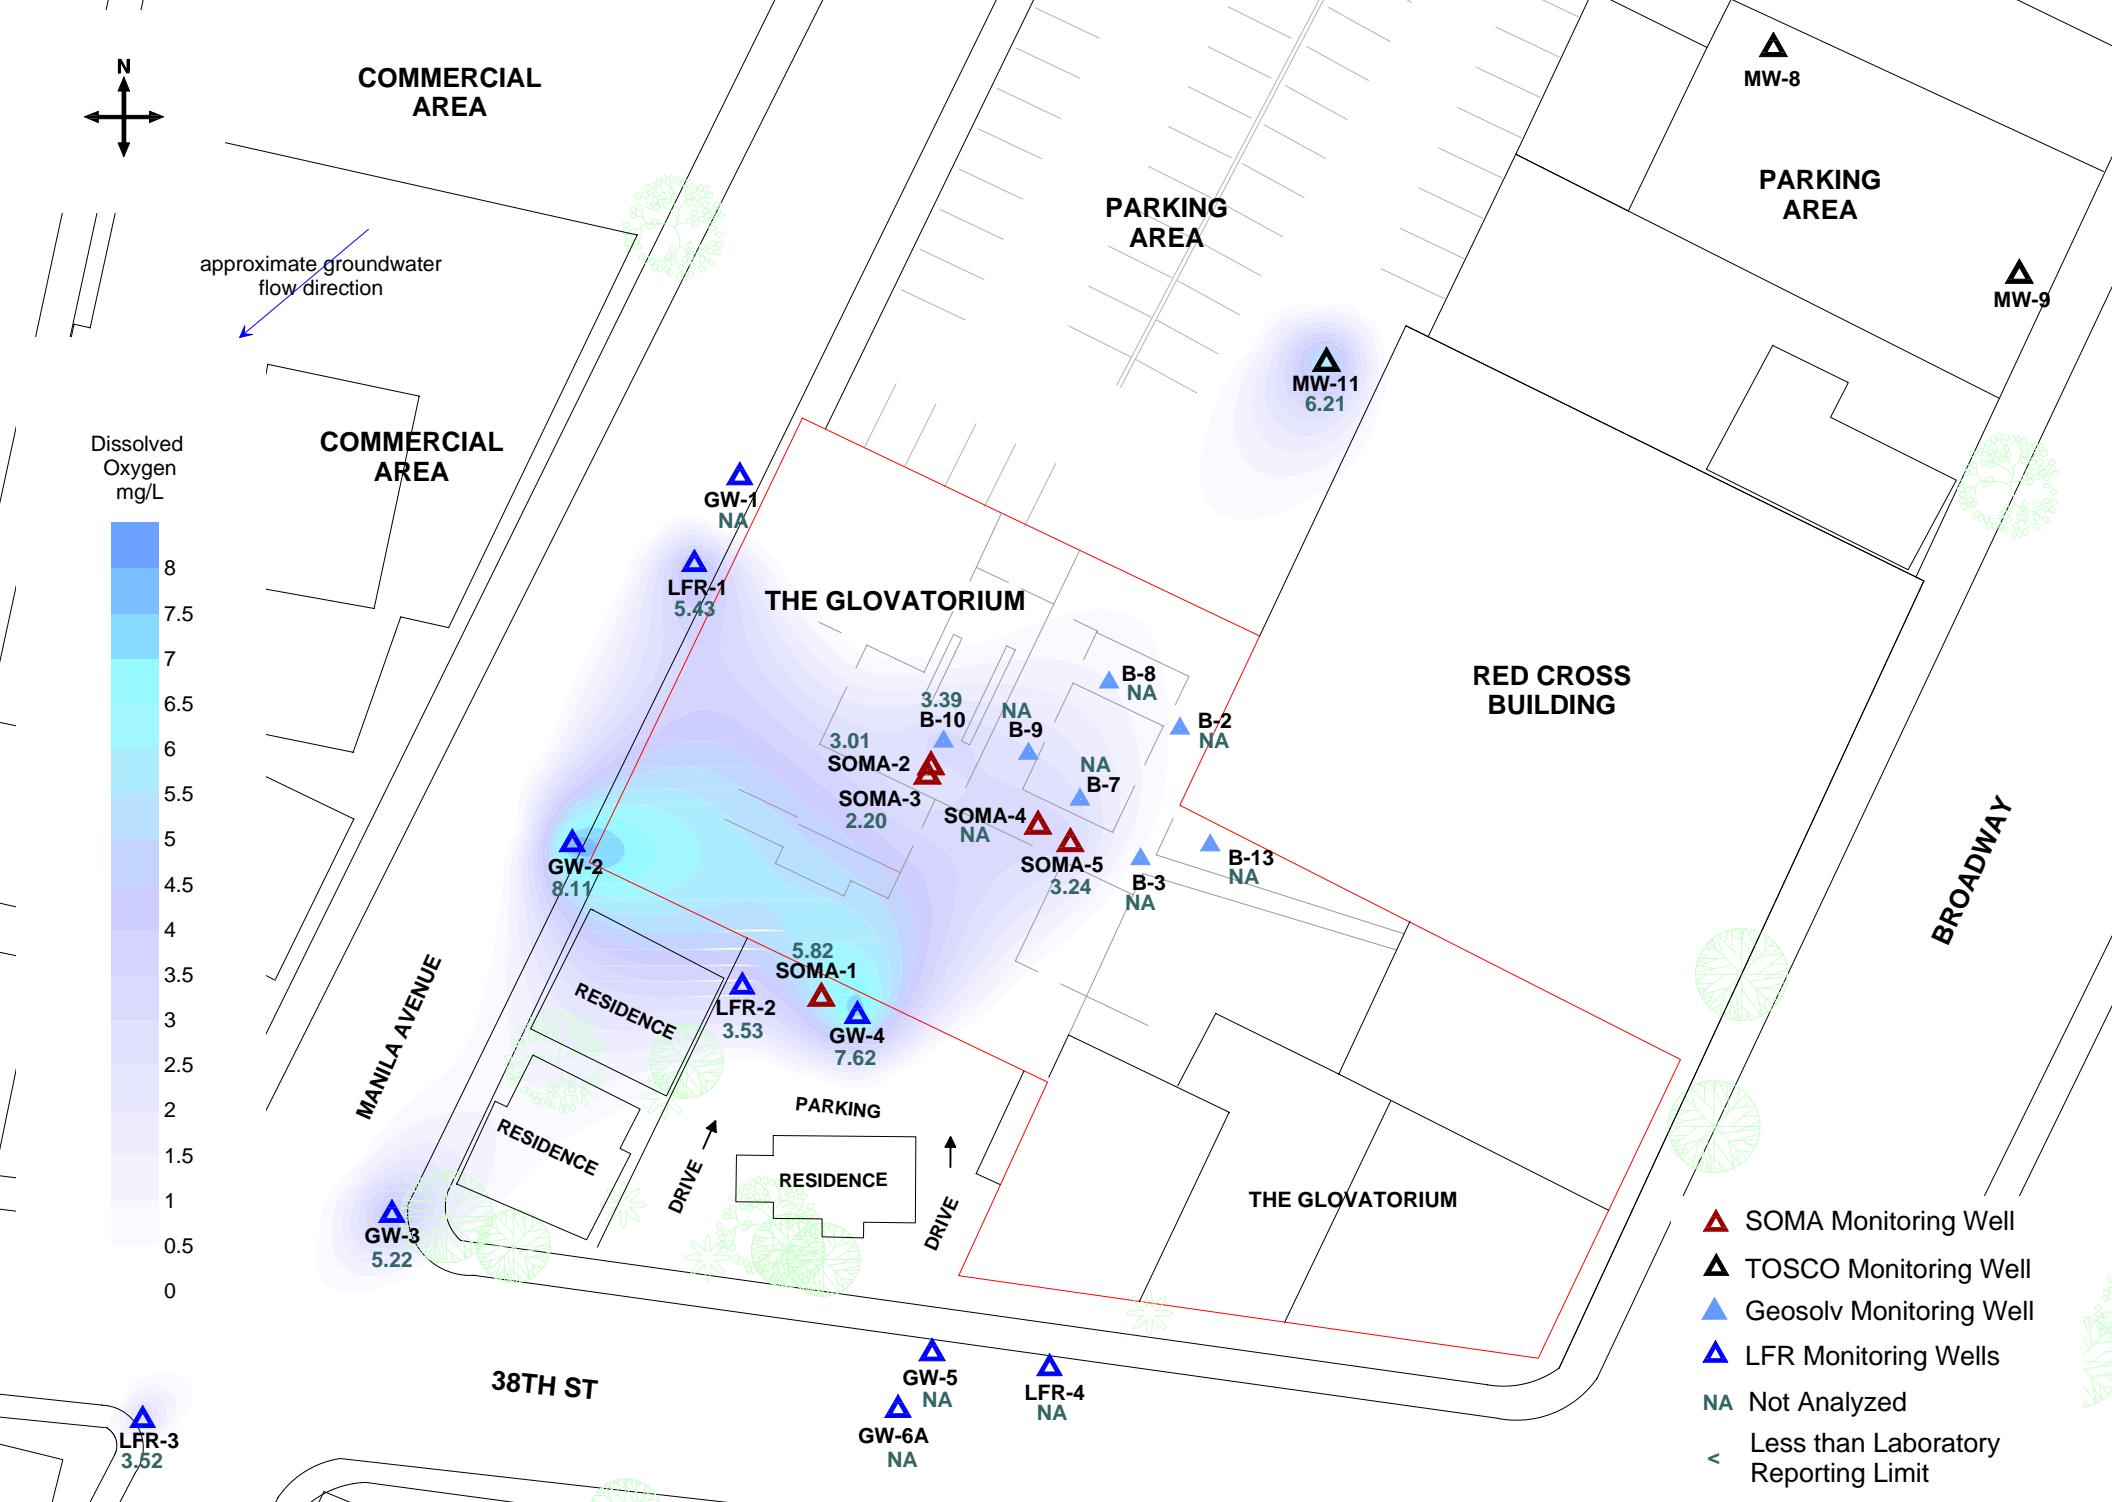 N
COMMERCIAL
AREA
MW-8
PARKING
AREA
PARKING
AREA
approximate groundwater
flow direction
MW-9
MW-11
6.21
COMMERCIAL
AREA
Dissolved
Oxygen
mg/L
8
7.5
7
6.5
6
5.5
5
4.5
4
3.5
3
2.5
2
1.5
1
0.5
0
GW-1
NA
LFR-1
5.43
THE GLOVATORIUM
B-8
NA
RED CROSS
BUILDING
3.39
B-10
NA
B-9
B-2
NA
3.01
SOMA-2
NA
B-7
SOMA-3
2.20
SOMA-4
NA
SOMA-5
3.24
B-13
NA
B-3
NA
GW-2
8.11
BROADWAY
5.82
SOMA-1
LFR-2
3.53
GW-4
7.62
RESIDENCE
MANILA AVENUE
PARKING
RESIDENCE
RESIDENCE
DRIVE
DRIVE
THE GLOVATORIUM
GW-3
5.22
38TH ST
GW-5
NA
LFR-4
NA
GW-6A
NA
LFR-3
3.52
SOMA Monitoring Well
TOSCO Monitoring Well
Geosolv Monitoring Well
LFR Monitoring Wells
NA Not Analyzed
< Less than Laboratory
Reporting Limit